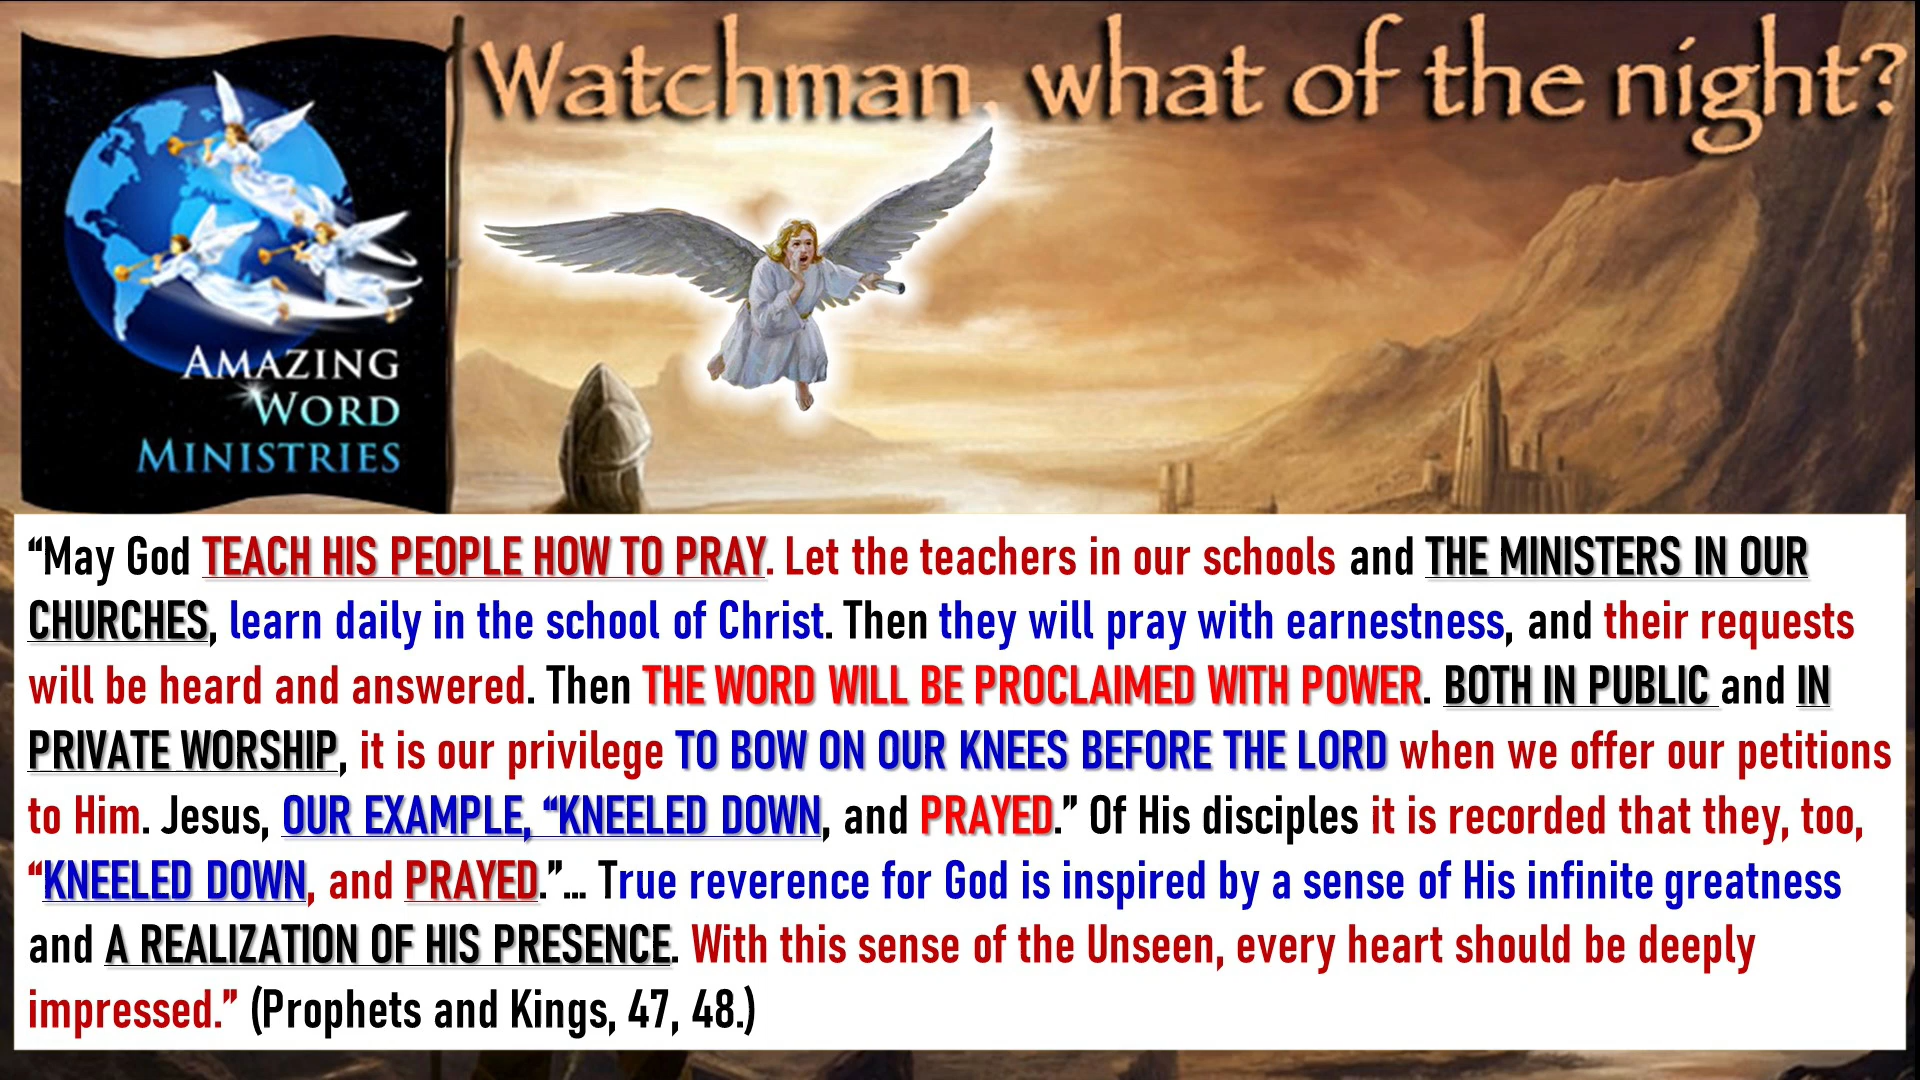 Watchman, what of the night?
AMAZING
WORD
MINISTRIES
“May God TEACH HIS PEOPLE HOW TO PRAY. Let the teachers in our schools and THE MINISTERS IN OUR
CHURCHES, learn daily in the school of Christ. Then they will pray with earnestness, and their requests
will be heard and answered. Then THE WORD WILL BE PROCLAIMED WITH POWER. BOTH IN PUBLIC and IN
PRIVATE WORSHIP, it is our privilege TO BOW ON OUR KNEES BEFORE THE LORD when we offer our petitions
to Him. Jesus, OUR EXAMPLE, “KNEELED DOWN, and PRAYED.” Of His disciples it is recorded that they, too,
“KNEELED DOWN, and PRAYED.”... True reverence for God is inspired by a sense of His infinite greatness
and A REALIZATION OF HIS PRESENCE. With this sense of the Unseen, every heart should be deeply
impressed.” (Prophets and Kings, 47, 48.)